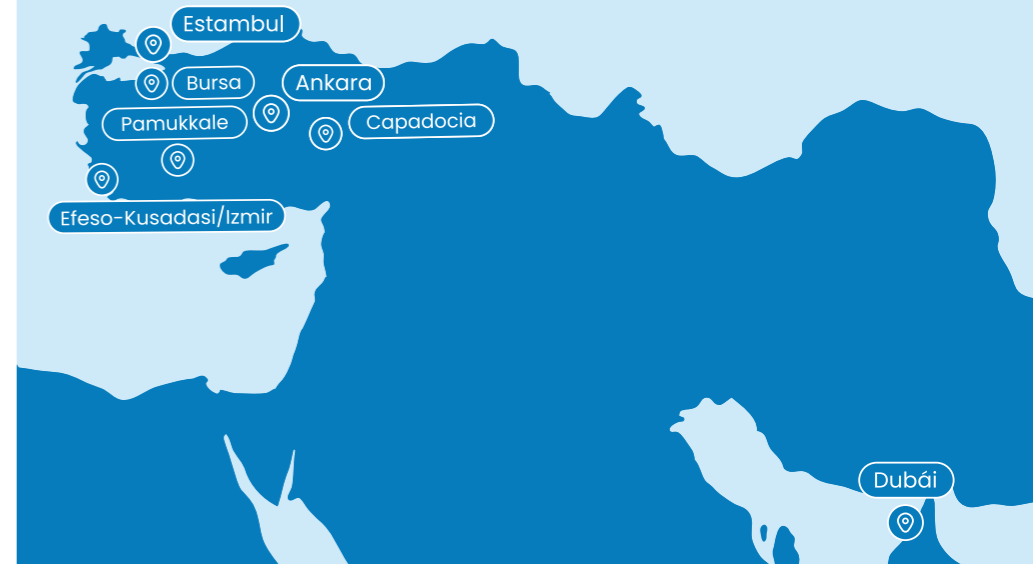 Estambul
Bursa
Ankara
Pamukkale
Capadocia
Efeso-Kusadasi/Izmir
Dubái